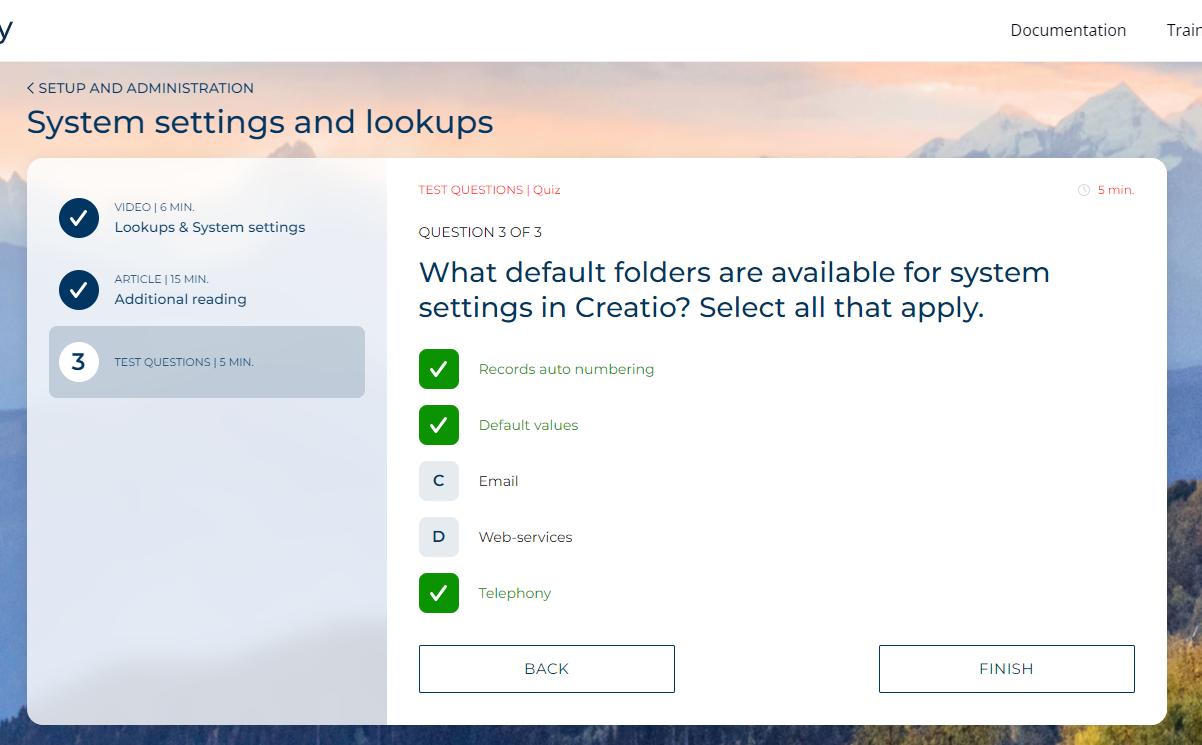 y
Documentation
Train
< SETUP AND ADMINISTRATION
System settings and lookups
VIDEO | 6 MIN.
Lookups & System settings
ARTICLE | 15 MIN.
Additional reading
3
TEST QUESTIONS | 5 MIN.
TEST QUESTIONS | Quiz
5 min.
QUESTION 3 OF 3
What default folders are available for system
settings in Creatio? Select all that apply.
Records auto numbering
Default values
C Email
D Web-services
Telephony
BACK
FINISH